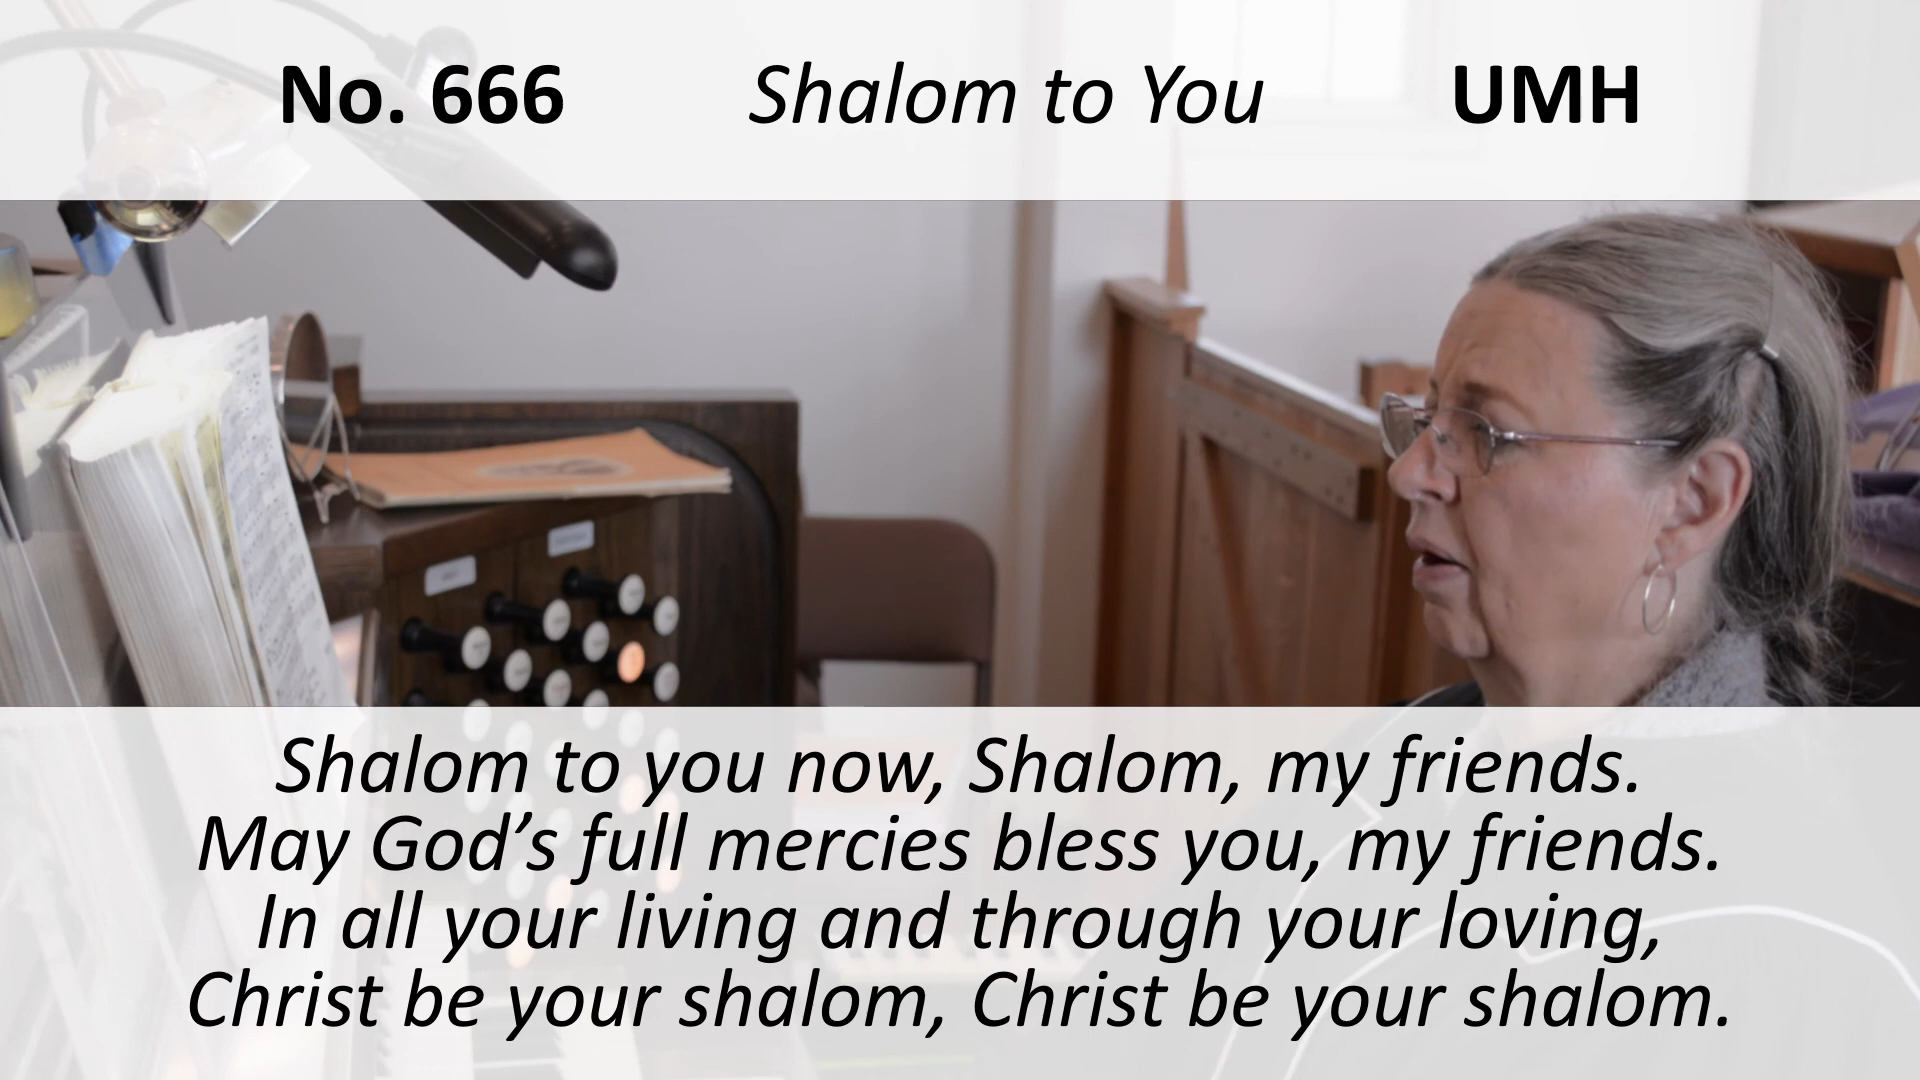 No. 666 Shalom to You UMH
Shalom to you now, Shalom, my friends.
May God’s full mercies bless you, my friends.
In all your living and through your loving,
Christ be your shalom, Christ be your shalom.